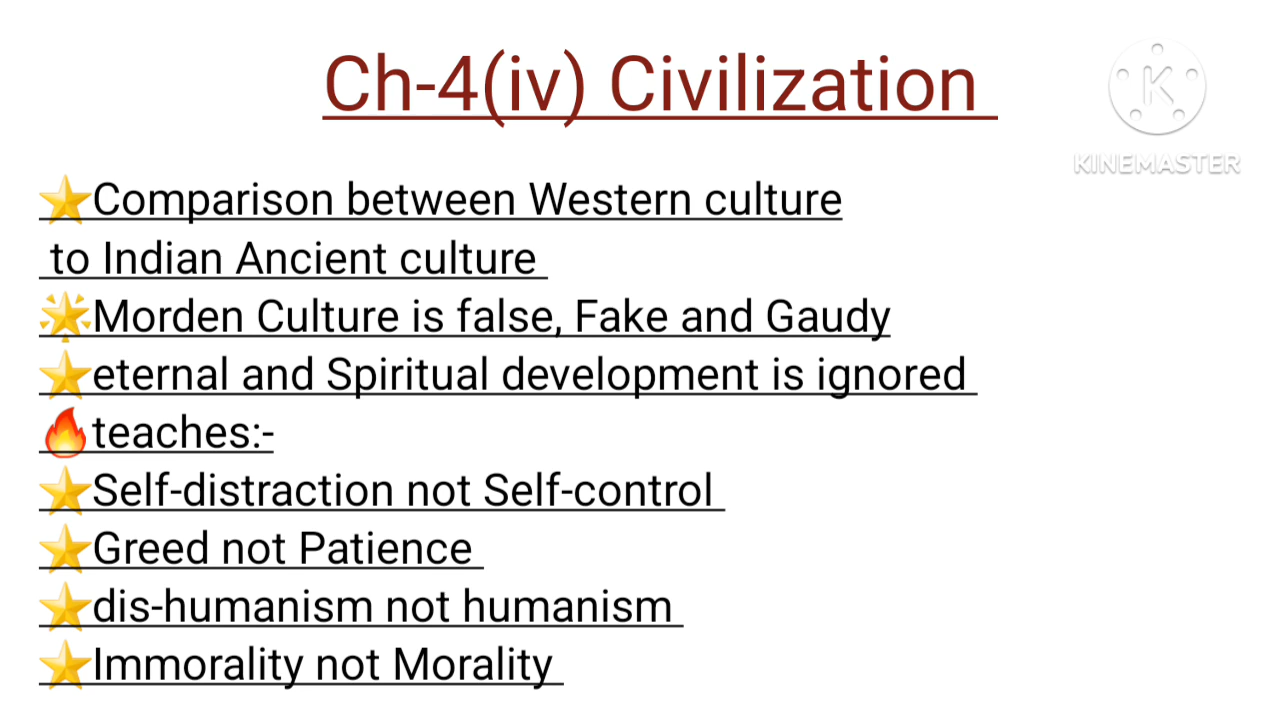 Ch-4(iv) Civilization
KINEMASTER
⭐Comparison between Western culture
to Indian Ancient culture
🌟Morden Culture is false, Fake and Gaudy
⭐eternal and Spiritual development is ignored
🔥teaches:-
⭐Self-distraction not Self-control
⭐Greed not Patience
⭐dis-humanism not humanism
⭐Immorality not Morality